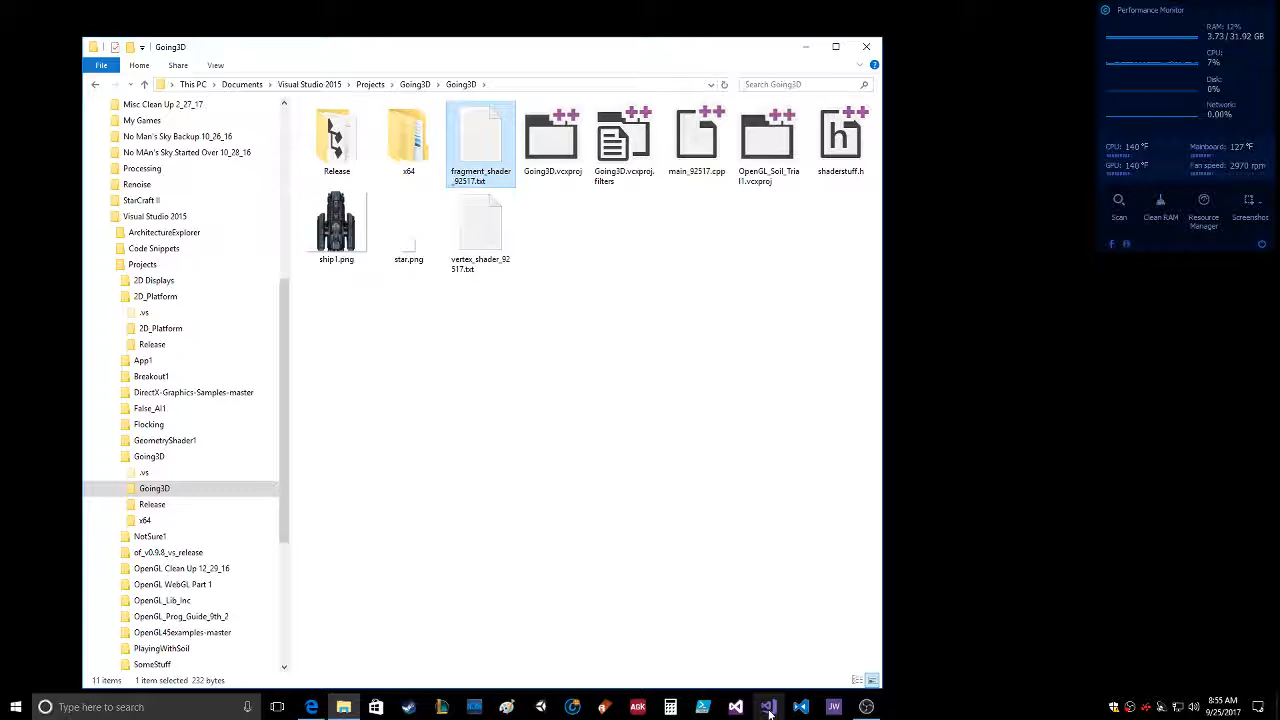 Going3D
File Home Share View
This PC Documents Visual Studio 2015 Projects Going3D Going3D
Search Going3D
Misc Clean Up 2_27_17
My Games
No Man's Sky Backup 10_26_16
No MAn's Sky Started Over 10_28_16
Processing
Renoise
StarCraft II
Visual Studio 2015
ArchitectureExplorer
Code Snippets
Projects
2D Displays
2D_Platform
.vs
2D_Platform
Release
App1
Breakout1
DirectX-Graphics-Samples-master
False_AI1
Flocking
GeometryShader1
Going3D
.vs
Going3D
Release
x64
NotSure1
of_v0.9.8_vs_release
OpenGL Clean Up 12_29_16
OpenGL WebGL Part 1
OpenGL_Lib_Inc
OpenGL_Prog_Guide_9th_2
OpenGL45examples-master
PlayingWithSoil
SomeStuff
Release
x64
fragment_shader
_92517.txt
Going3D.vcxproj
Going3D.vcxproj.
filters
main_92517.cpp
OpenGL_Soil_Tria
l1.vcxproj
h
shaderstuff.h
ship1.png
star.png
vertex_shader_92
517.txt
11 items 1 item selected 232 bytes
Performance Monitor
RAM: 12%
3.73/31.92 GB
CPU:
7%
Disk:
0%
Network:
0.00%
CPU: 140 °F Mainboard: 127 °F
GPU: 140 °F Fan speed: 2970 rpm
Scan
Clean RAM
Resource
Manager
Screenshot
Type here to search
AGK
JW
8:55 AM
9/25/2017